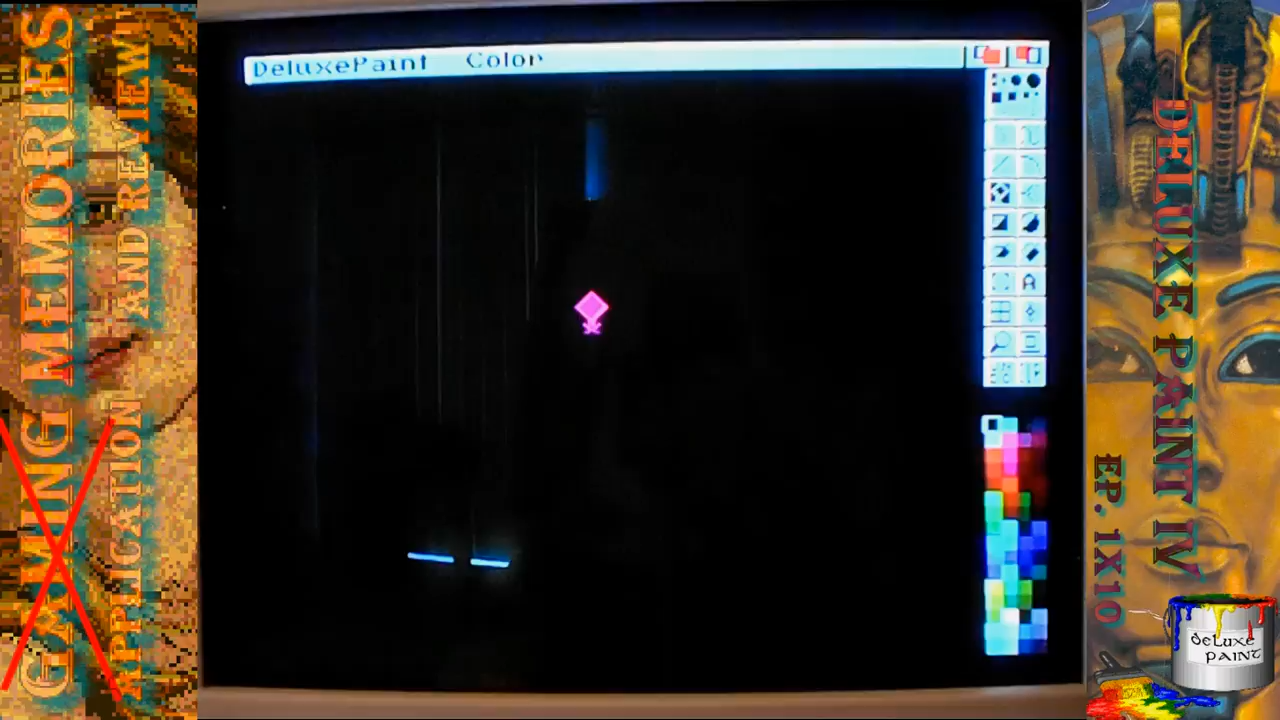 GAMING MEMORIES
AND REVIEW
APPLICATION
DeluxePaint Color
A
DELUXE PAINT IV
EP. 1X10
deLUXe
PAINT